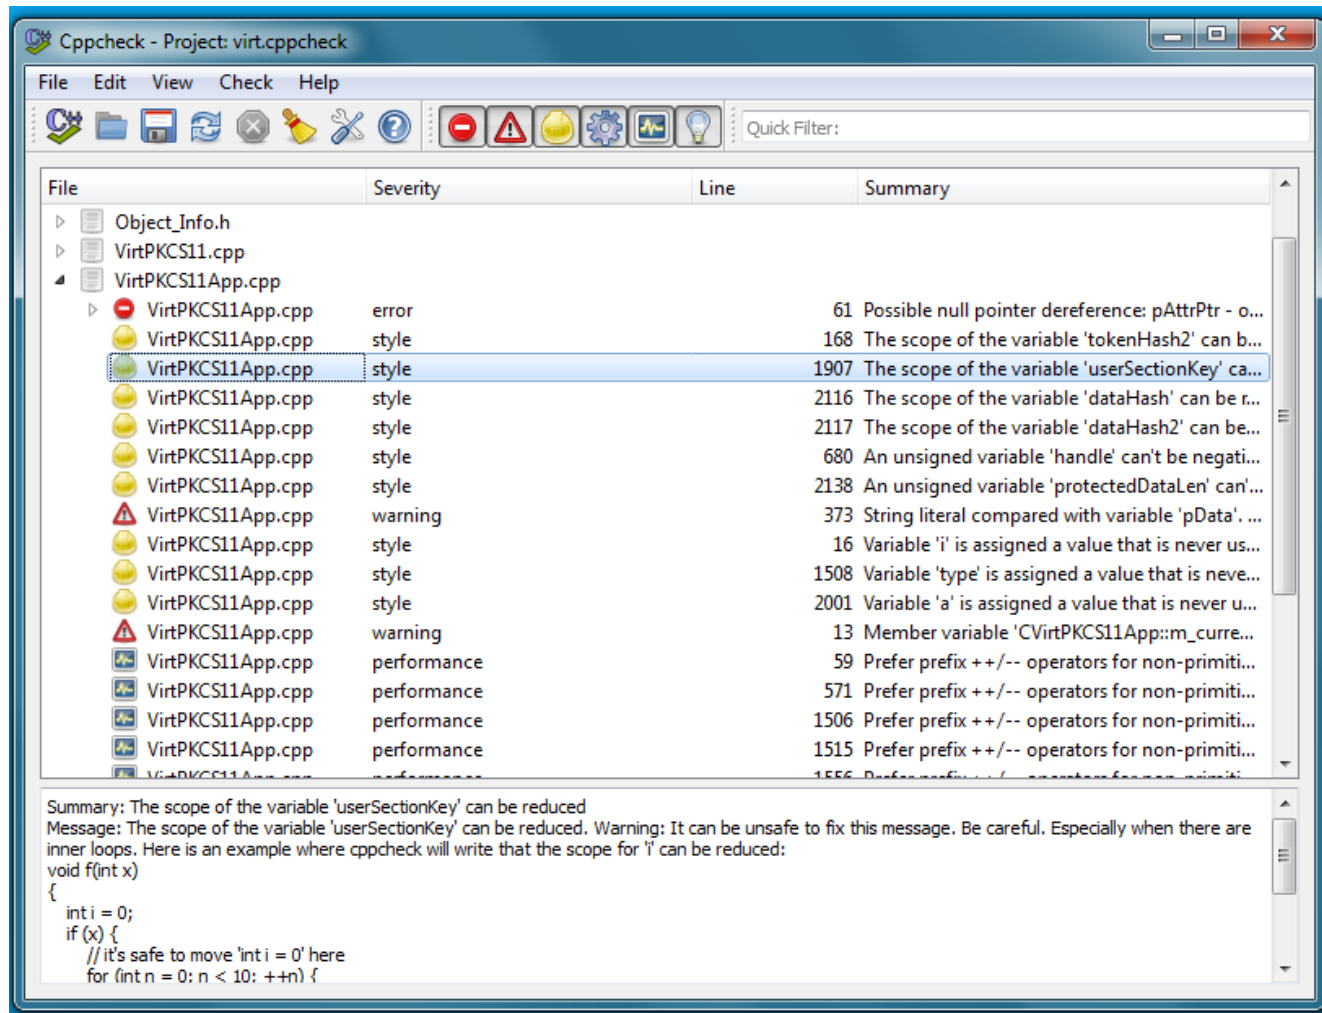 Cppcheck - Project: virt.cppcheck
File Edit View Check Help
Quick Filter:
File Severity Line Summary
Object_Info.h
VirtPKCS11.cpp
VirtPKCS11App.cpp
VirtPKCS11App.cpp error 61 Possible null pointer dereference: pAttrPtr - o...
VirtPKCS11App.cpp style 168 The scope of the variable 'tokenHash2' can b...
VirtPKCS11App.cpp style 1907 The scope of the variable 'userSectionKey' ca...
VirtPKCS11App.cpp style 2116 The scope of the variable 'dataHash' can be r...
VirtPKCS11App.cpp style 2117 The scope of the variable 'dataHash2' can be...
VirtPKCS11App.cpp style 680 An unsigned variable 'handle' can't be negati...
VirtPKCS11App.cpp style 2138 An unsigned variable 'protectedDataLen' can'...
VirtPKCS11App.cpp warning 373 String literal compared with variable 'pData'. ...
VirtPKCS11App.cpp style 16 Variable 'i' is assigned a value that is never us...
VirtPKCS11App.cpp style 1508 Variable 'type' is assigned a value that is neve...
VirtPKCS11App.cpp style 2001 Variable 'a' is assigned a value that is never u...
VirtPKCS11App.cpp warning 13 Member variable 'CVirtPKCS11App::m_curre...
VirtPKCS11App.cpp performance 59 Prefer prefix ++/-- operators for non-primiti...
VirtPKCS11App.cpp performance 571 Prefer prefix ++/-- operators for non-primiti...
VirtPKCS11App.cpp performance 1506 Prefer prefix ++/-- operators for non-primiti...
VirtPKCS11App.cpp performance 1515 Prefer prefix ++/-- operators for non-primiti...
VirtPKCS11App.cpp performance 1556 Prefer prefix ++/-- operators for non-primiti...
Summary: The scope of the variable 'userSectionKey' can be reduced
Message: The scope of the variable 'userSectionKey' can be reduced. Warning: It can be unsafe to fix this message. Be careful. Especially when there are
inner loops. Here is an example where cppcheck will write that the scope for 'i' can be reduced:
void f(int x)
{
int i = 0;
if (x) {
// it's safe to move 'int i = 0' here
for (int n = 0; n < 10; ++n) {